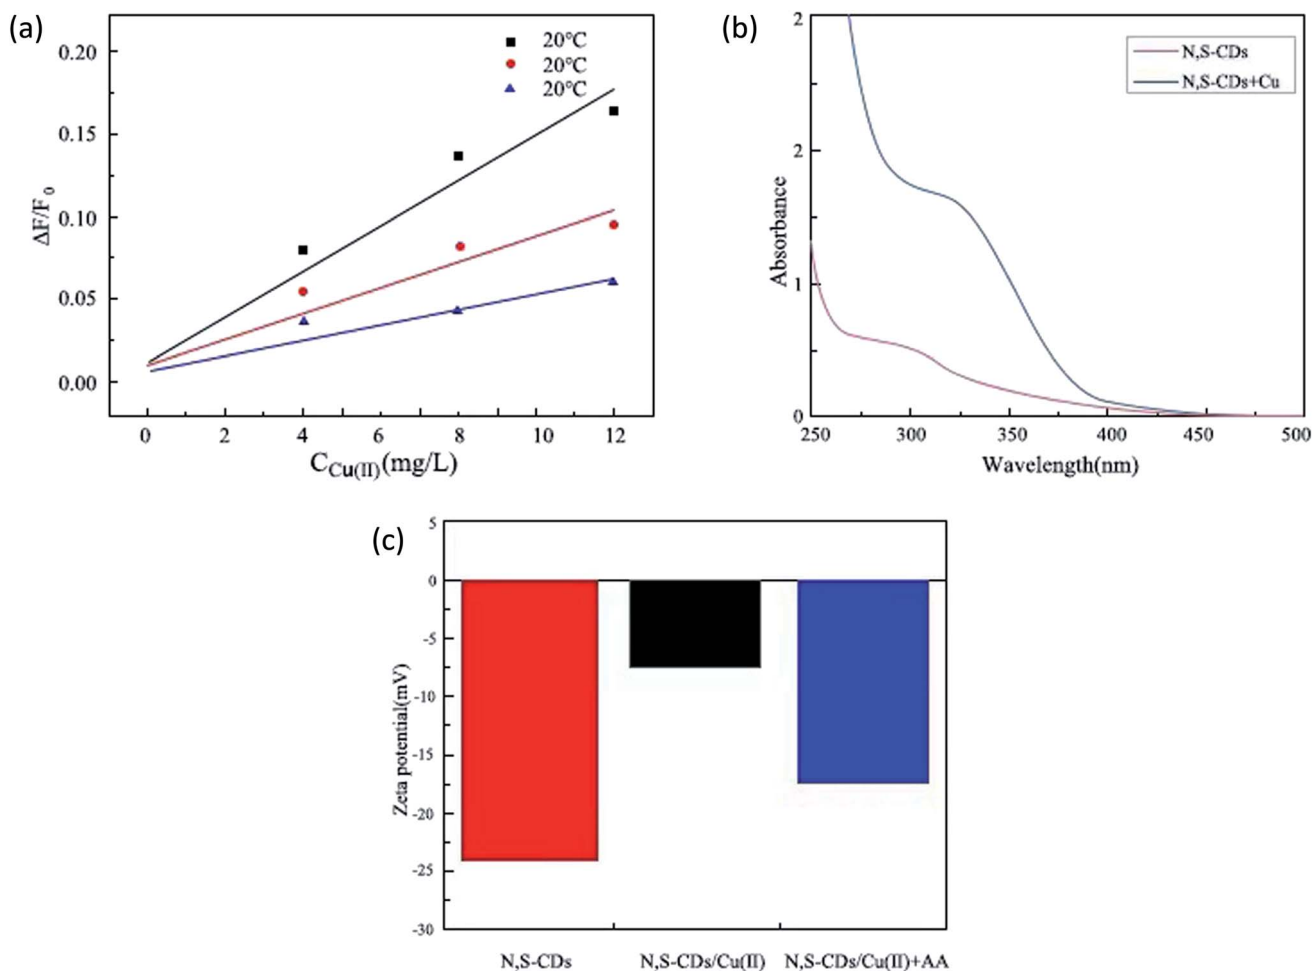 (a)
20°C
20°C
20°C
0.20
0.15
0.10
0.05
0.00
ΔF/F0
0 2 4 6 8 10 12
CCu(II)(mg/L)
(b)
N,S-CDs
N,S-CDs+Cu
2
2
1
0
Absorbance
250 300 350 400 450 500
Wavelength(nm)
(c)
5
0
-5
-10
-15
-20
-25
-30
Zeta potential(mV)
N,S-CDs N,S-CDs/Cu(II) N,S-CDs/Cu(II)+AA